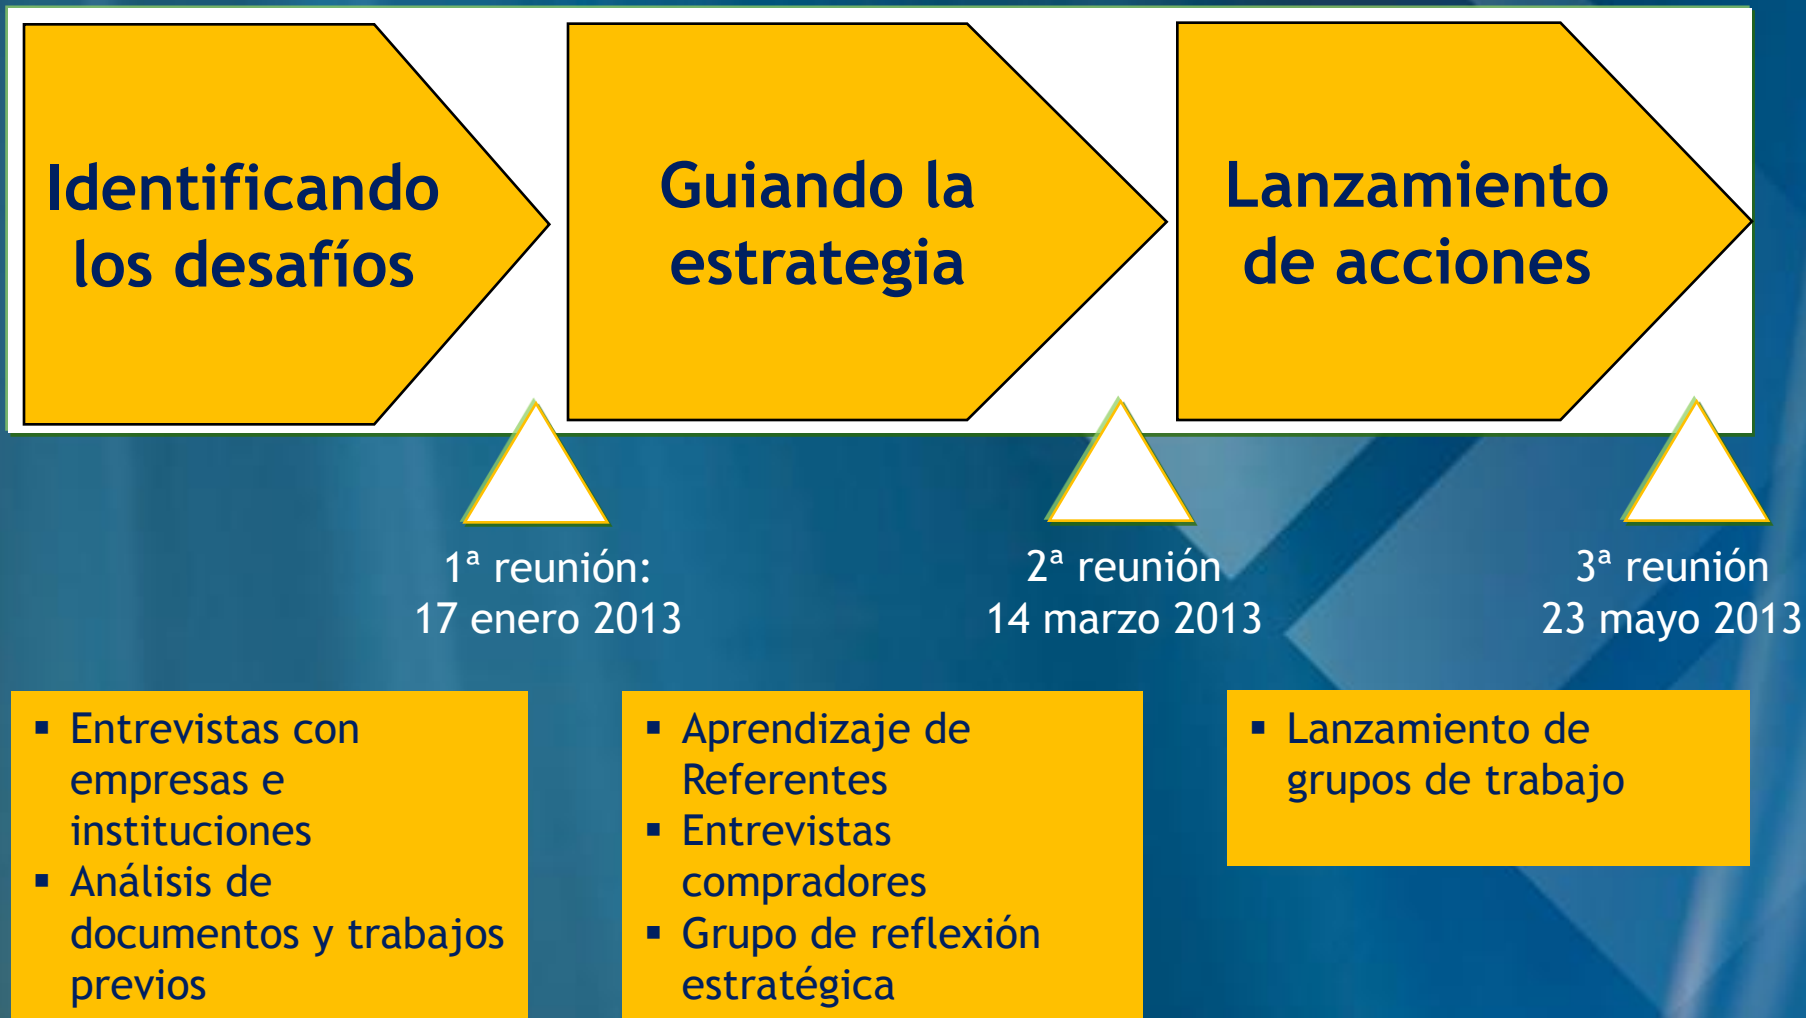 Identificando
los desafíos
Guiando la
estrategia
Lanzamiento
de acciones
1ª reunión:
17 enero 2013
2ª reunión
14 marzo 2013
3ª reunión
23 mayo 2013
▪ Entrevistas con
empresas e
instituciones
▪ Análisis de
documentos y trabajos
previos
▪ Aprendizaje de
Referentes
▪ Entrevistas
compradores
▪ Grupo de reflexión
estratégica
▪ Lanzamiento de
grupos de trabajo